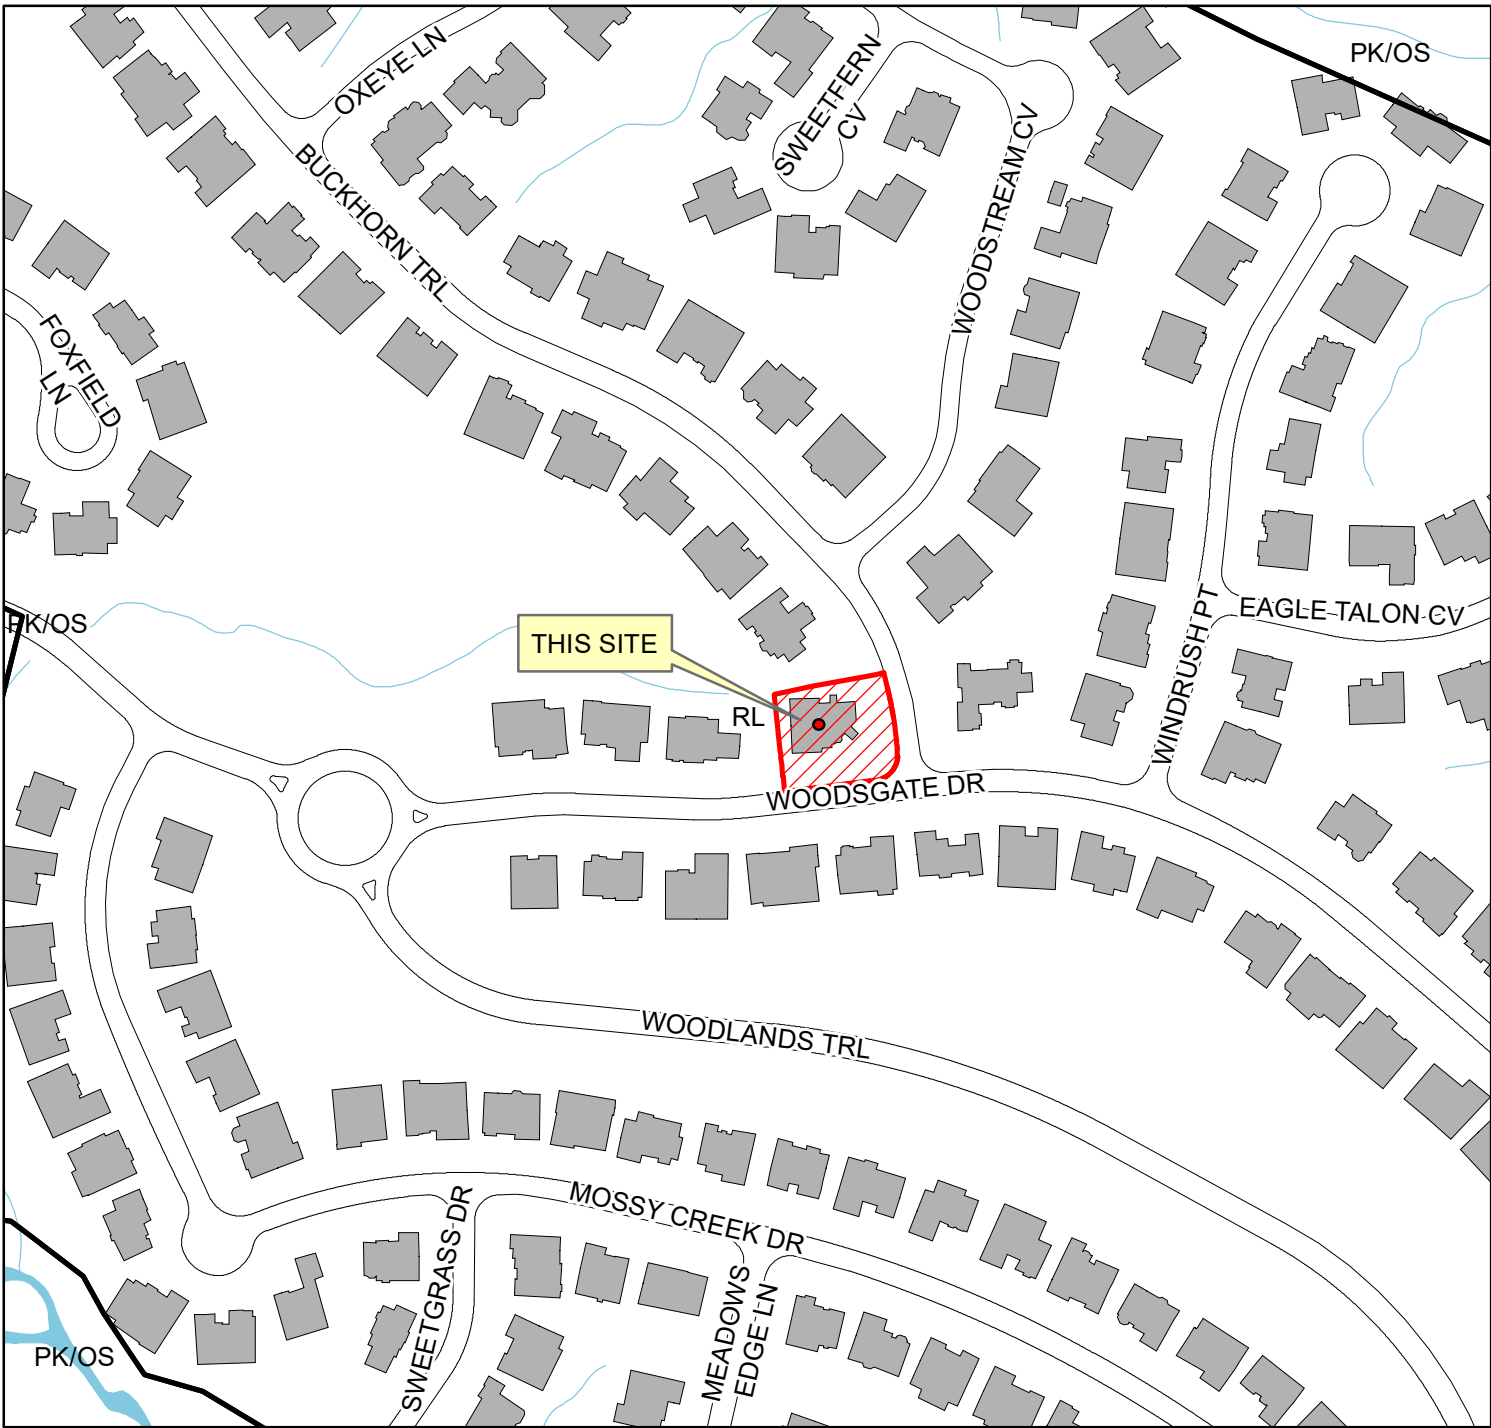 PK/OS
OXEYE LN
SWEETFERN
CV
BUCKHORN TRL
WOODSTREAM CV
FOXFIELD
LN
EAGLE TALON CV
PK/OS
WINDRUSH PT
THIS SITE
RL
WOODSGATE DR
WOODLANDS TRL
MOSSY CREEK DR
SWEETGRASS DR
MEADOWS
EDGE LN
PK/OS